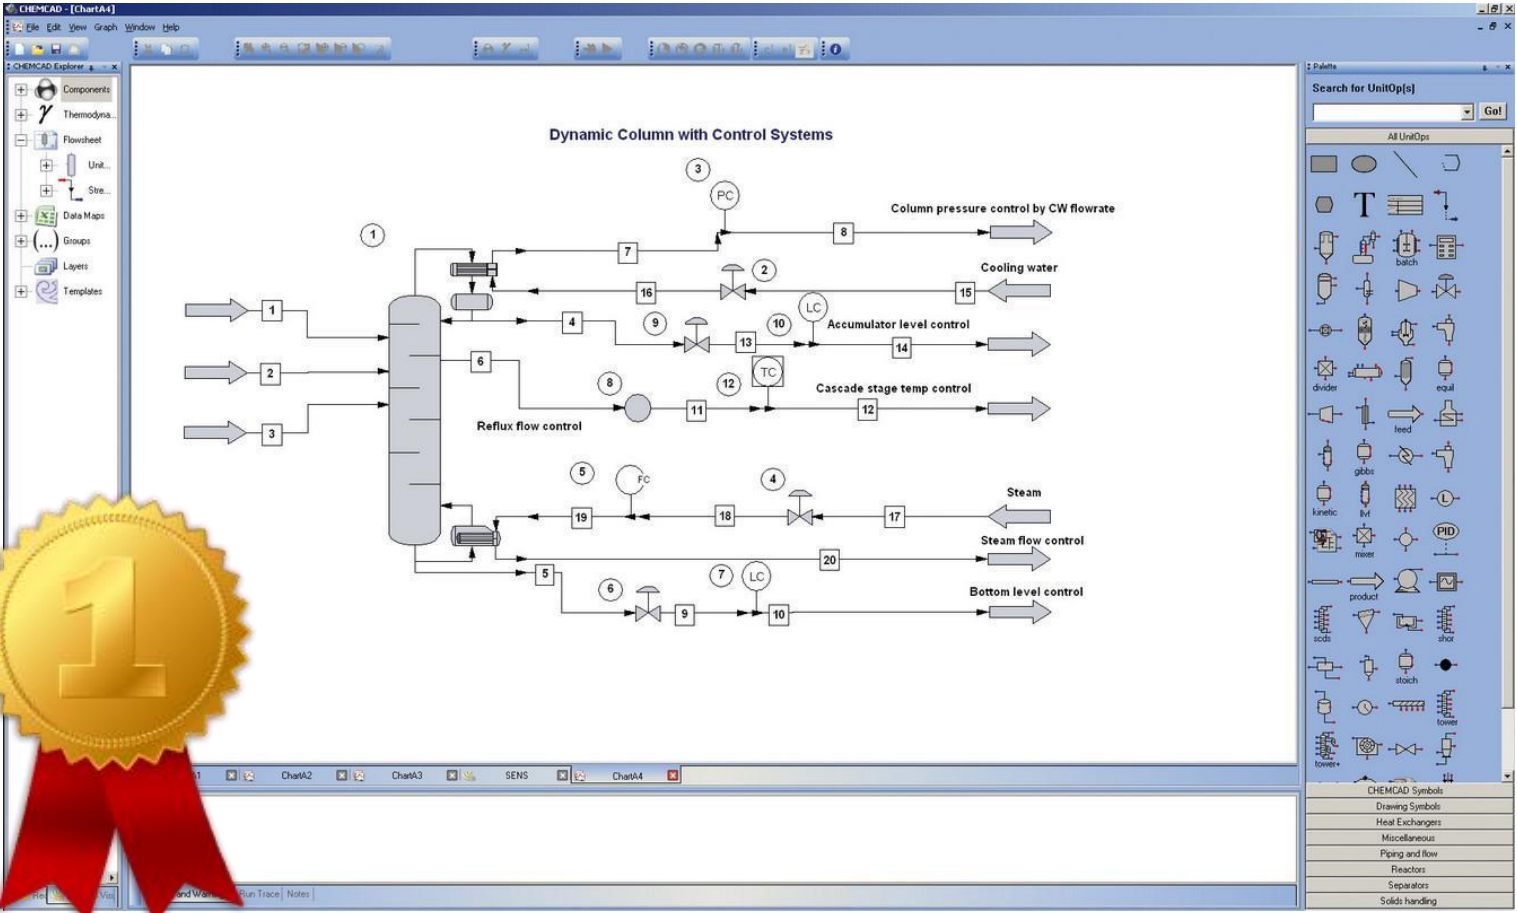 CHEMCAD - [ChartA4]
File Edit View Graph Window Help
CHEMCAD Explorer
Components
Thermodyna...
Flowsheet
Unit...
Stre...
Data Maps
Groups
Layers
Templates
Dynamic Column with Control Systems
3
PC
Column pressure control by CW flowrate
1
8
7
Cooling water
2
16
15
LC
1
4
9
10
Accumulator level control
13
14
6
TC
2
8
12
Cascade stage temp control
11
12
Reflux flow control
3
5
FC
4
Steam
19
18
17
Steam flow control
20
5
6
7
LC
Bottom level control
9
10
1
ChartA2
ChartA3
SENS
ChartA4
Run Trace
Notes
Palette
Search for UnitOp(s)
Go!
All UnitOps
T
batch
divider
equil
feed
gibbs
kinetic
llvf
L
PID
mixer
product
scds
shor
stoich
tower
tower+
CHEMCAD Symbols
Drawing Symbols
Heat Exchangers
Miscellaneous
Piping and flow
Reactors
Separators
Solids handling